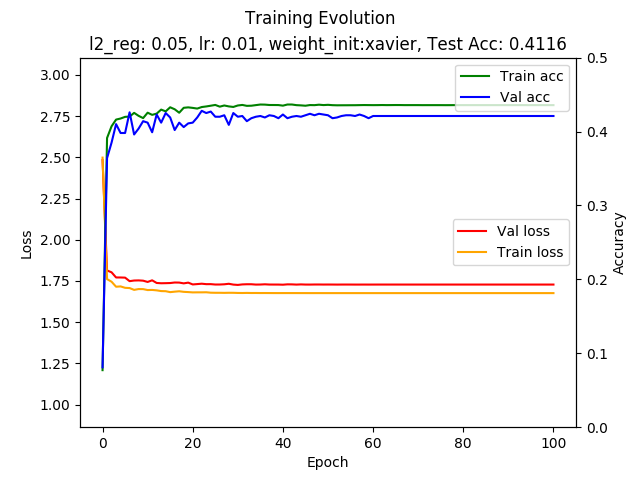 Training Evolution
l2_reg: 0.05, lr: 0.01, weight_init:xavier, Test Acc: 0.4116
Train acc
Val acc
Val loss
Train loss
Loss
3.00
2.75
2.50
2.25
2.00
1.75
1.50
1.25
1.00
Accuracy
0.5
0.4
0.3
0.2
0.1
0.0
0 20 40 60 80 100
Epoch